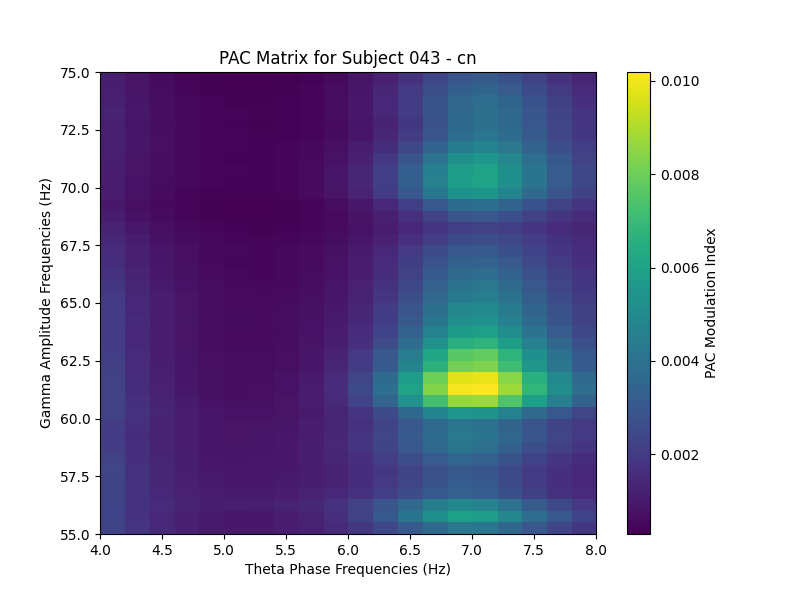 PAC Matrix for Subject 043 - cn
75.0
72.5
70.0
67.5
65.0
62.5
60.0
57.5
55.0
Gamma Amplitude Frequencies (Hz)
4.0 4.5 5.0 5.5 6.0 6.5 7.0 7.5 8.0
Theta Phase Frequencies (Hz)
0.010
0.008
0.006
0.004
0.002
PAC Modulation Index